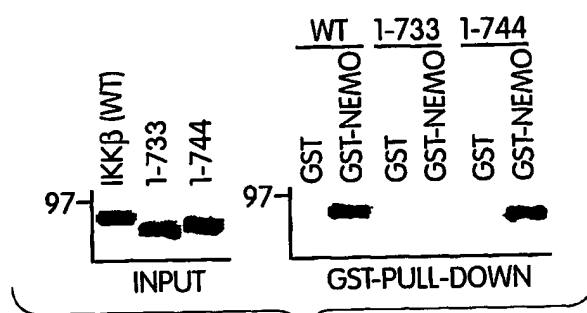 WT 1-733 1-744
IKKβ (WT)
1-733
1-744
GST
GST-NEMO
GST
GST-NEMO
GST
GST-NEMO
97
97
INPUT
GST-PULL-DOWN